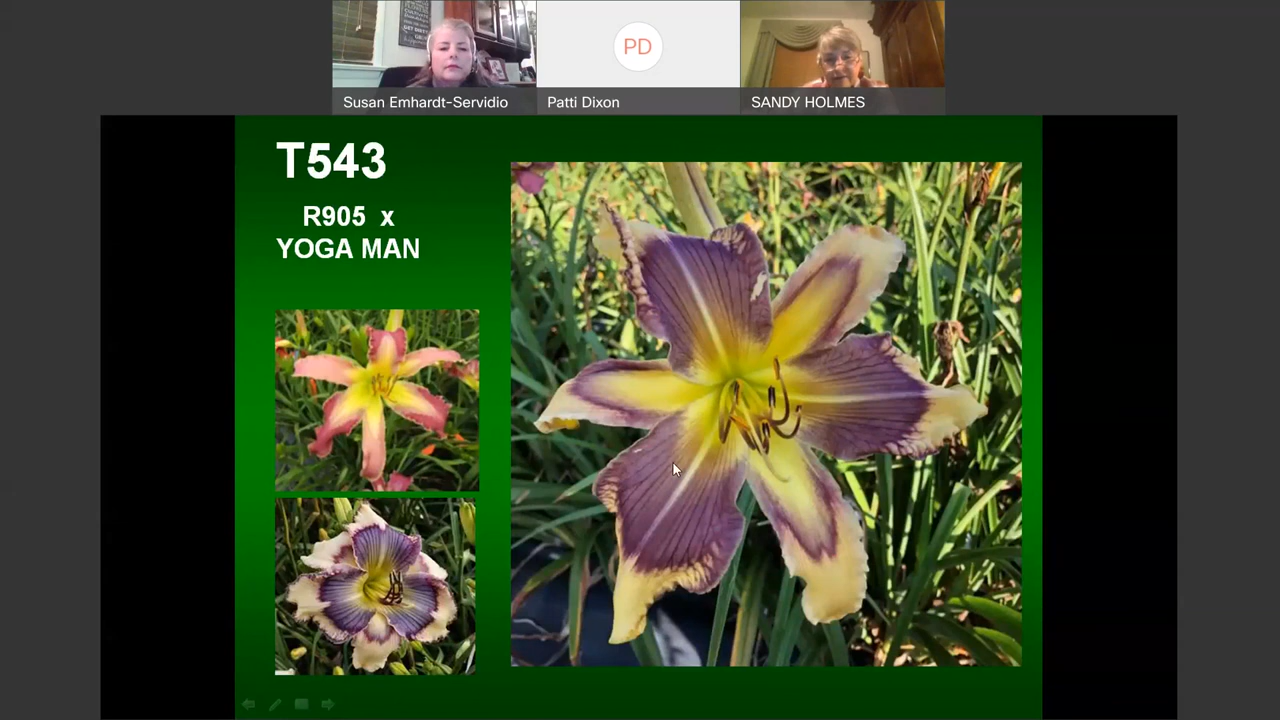 PD
Susan Emhardt-Servidio
Patti Dixon
SANDY HOLMES
T543
R905 x
YOGA MAN